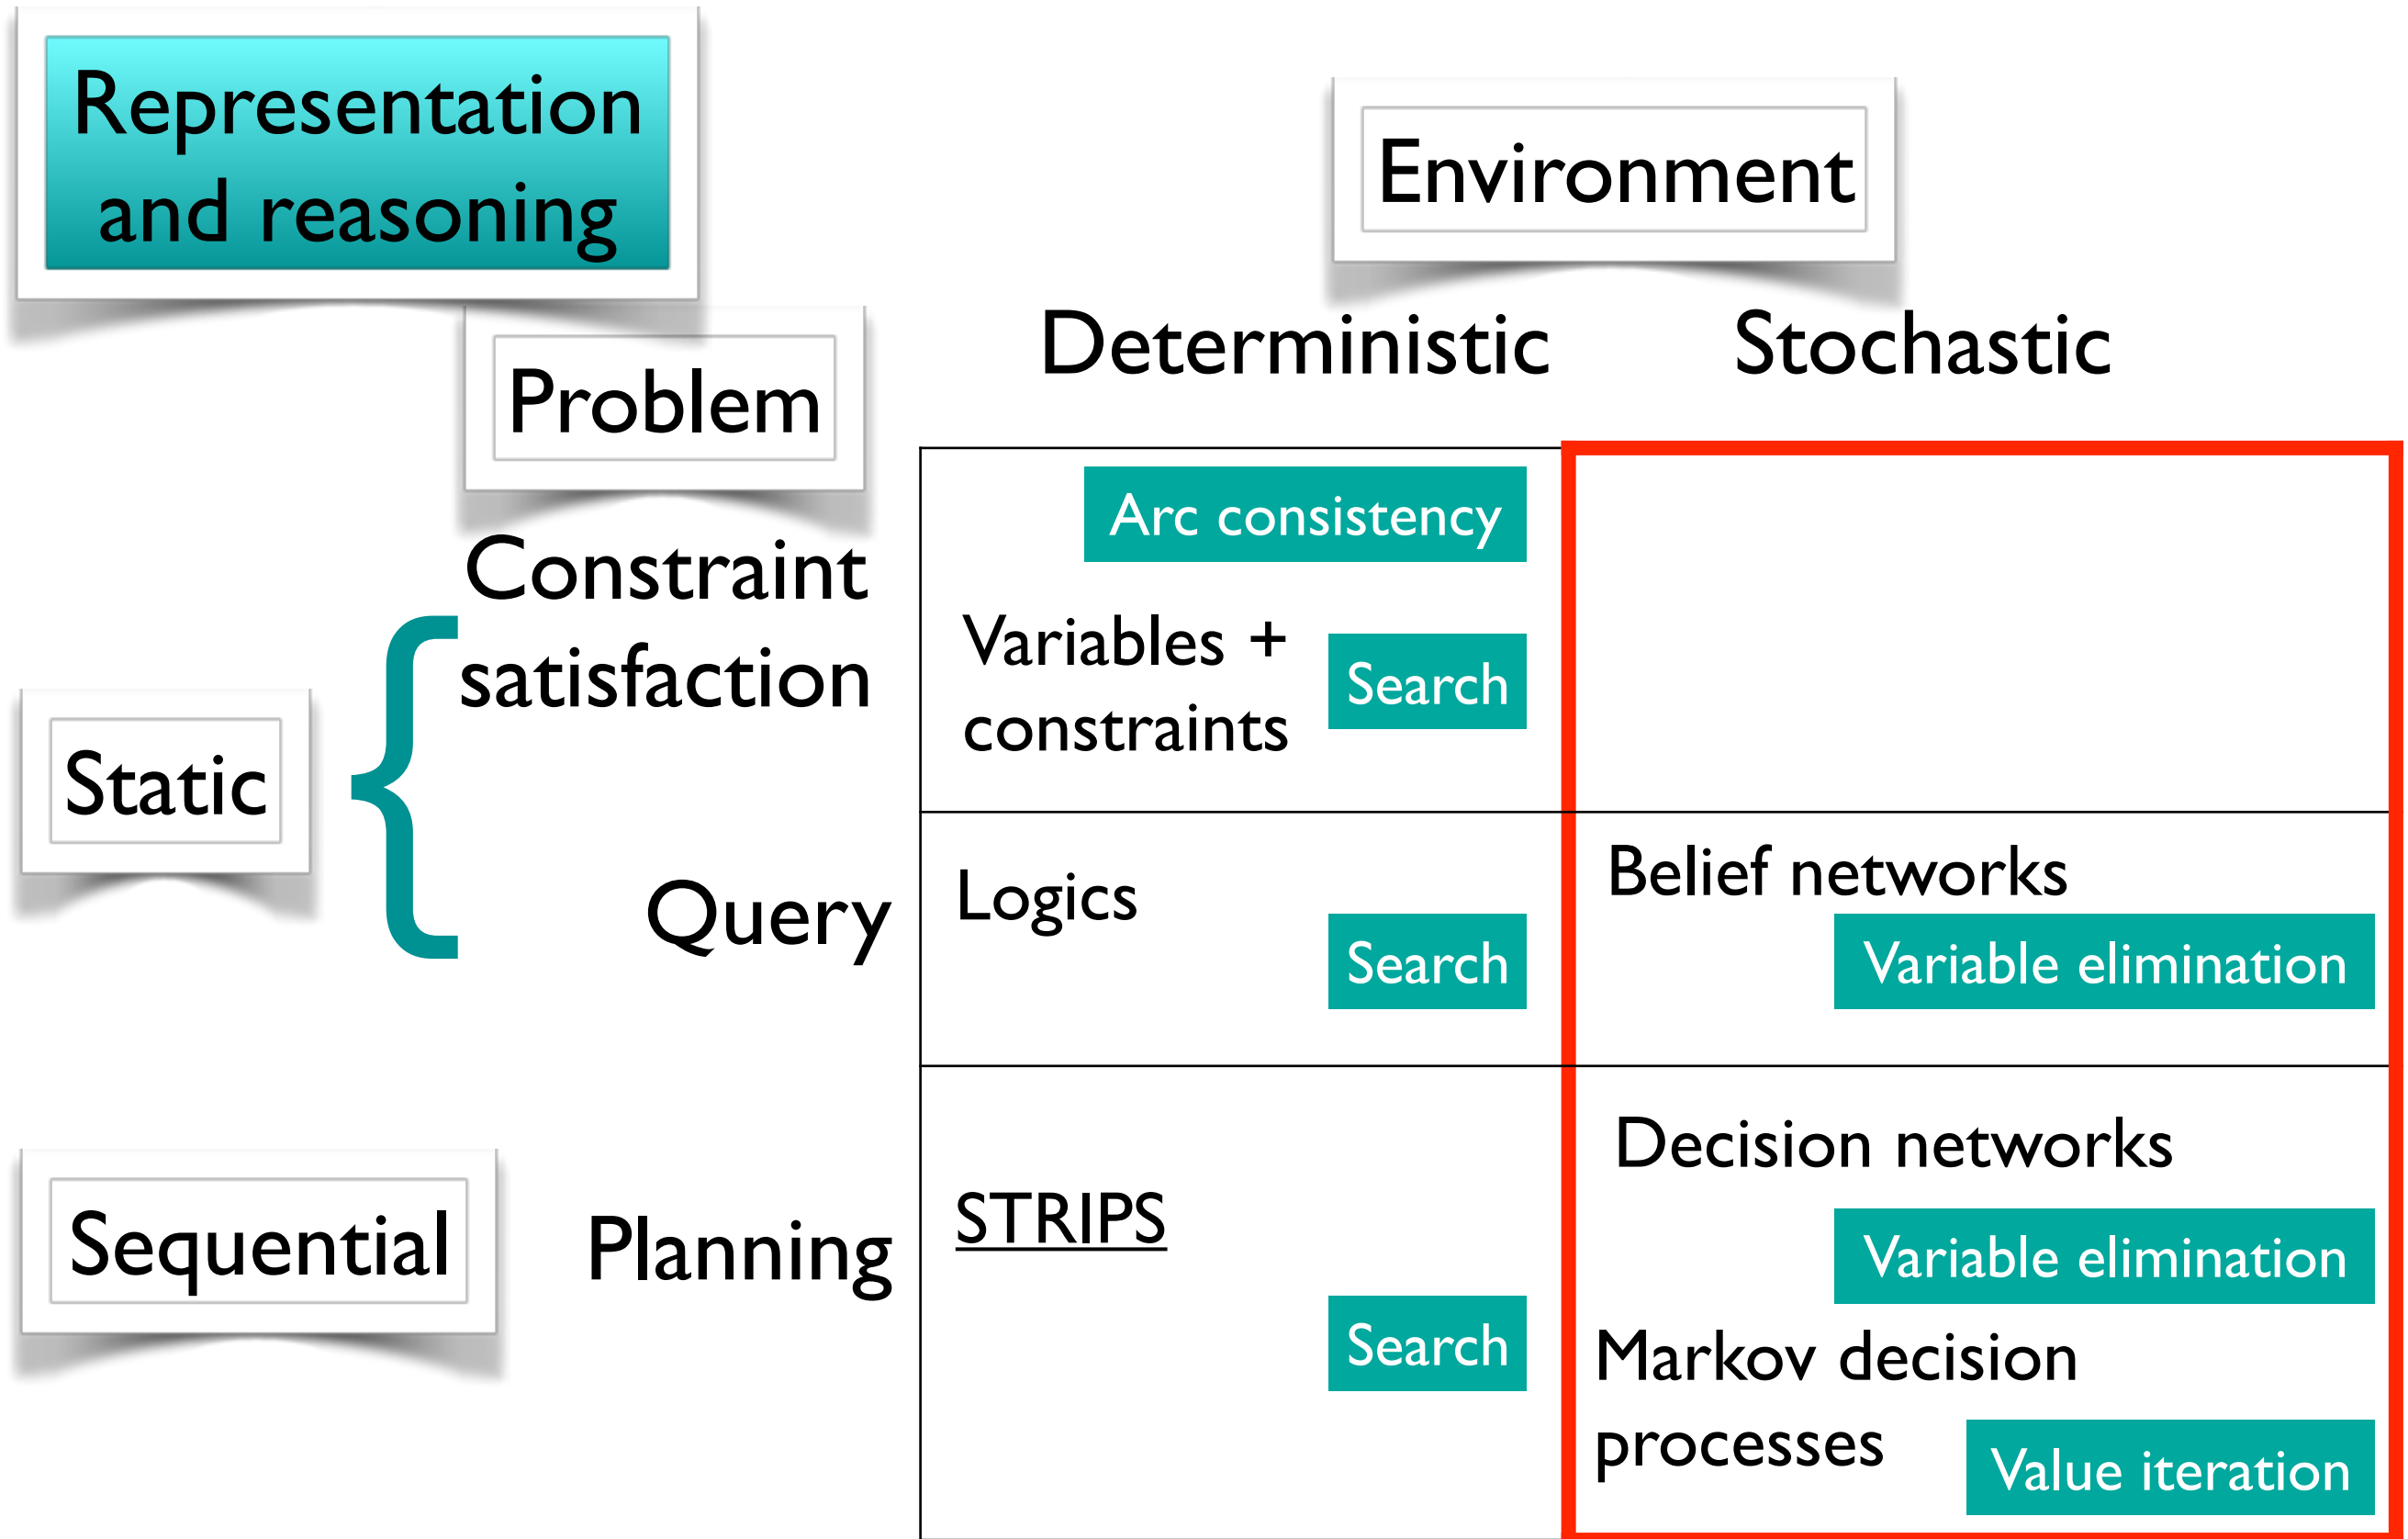 Representation
and reasoning
Environment
Problem
Deterministic
Stochastic
Constraint
satisfaction
Arc consistency
Variables +
constraints
Search
Static
Query
Logics
Search
Belief networks
Variable elimination
Sequential
Planning
STRIPS
Search
Decision networks
Variable elimination
Markov decision
processes
Value iteration